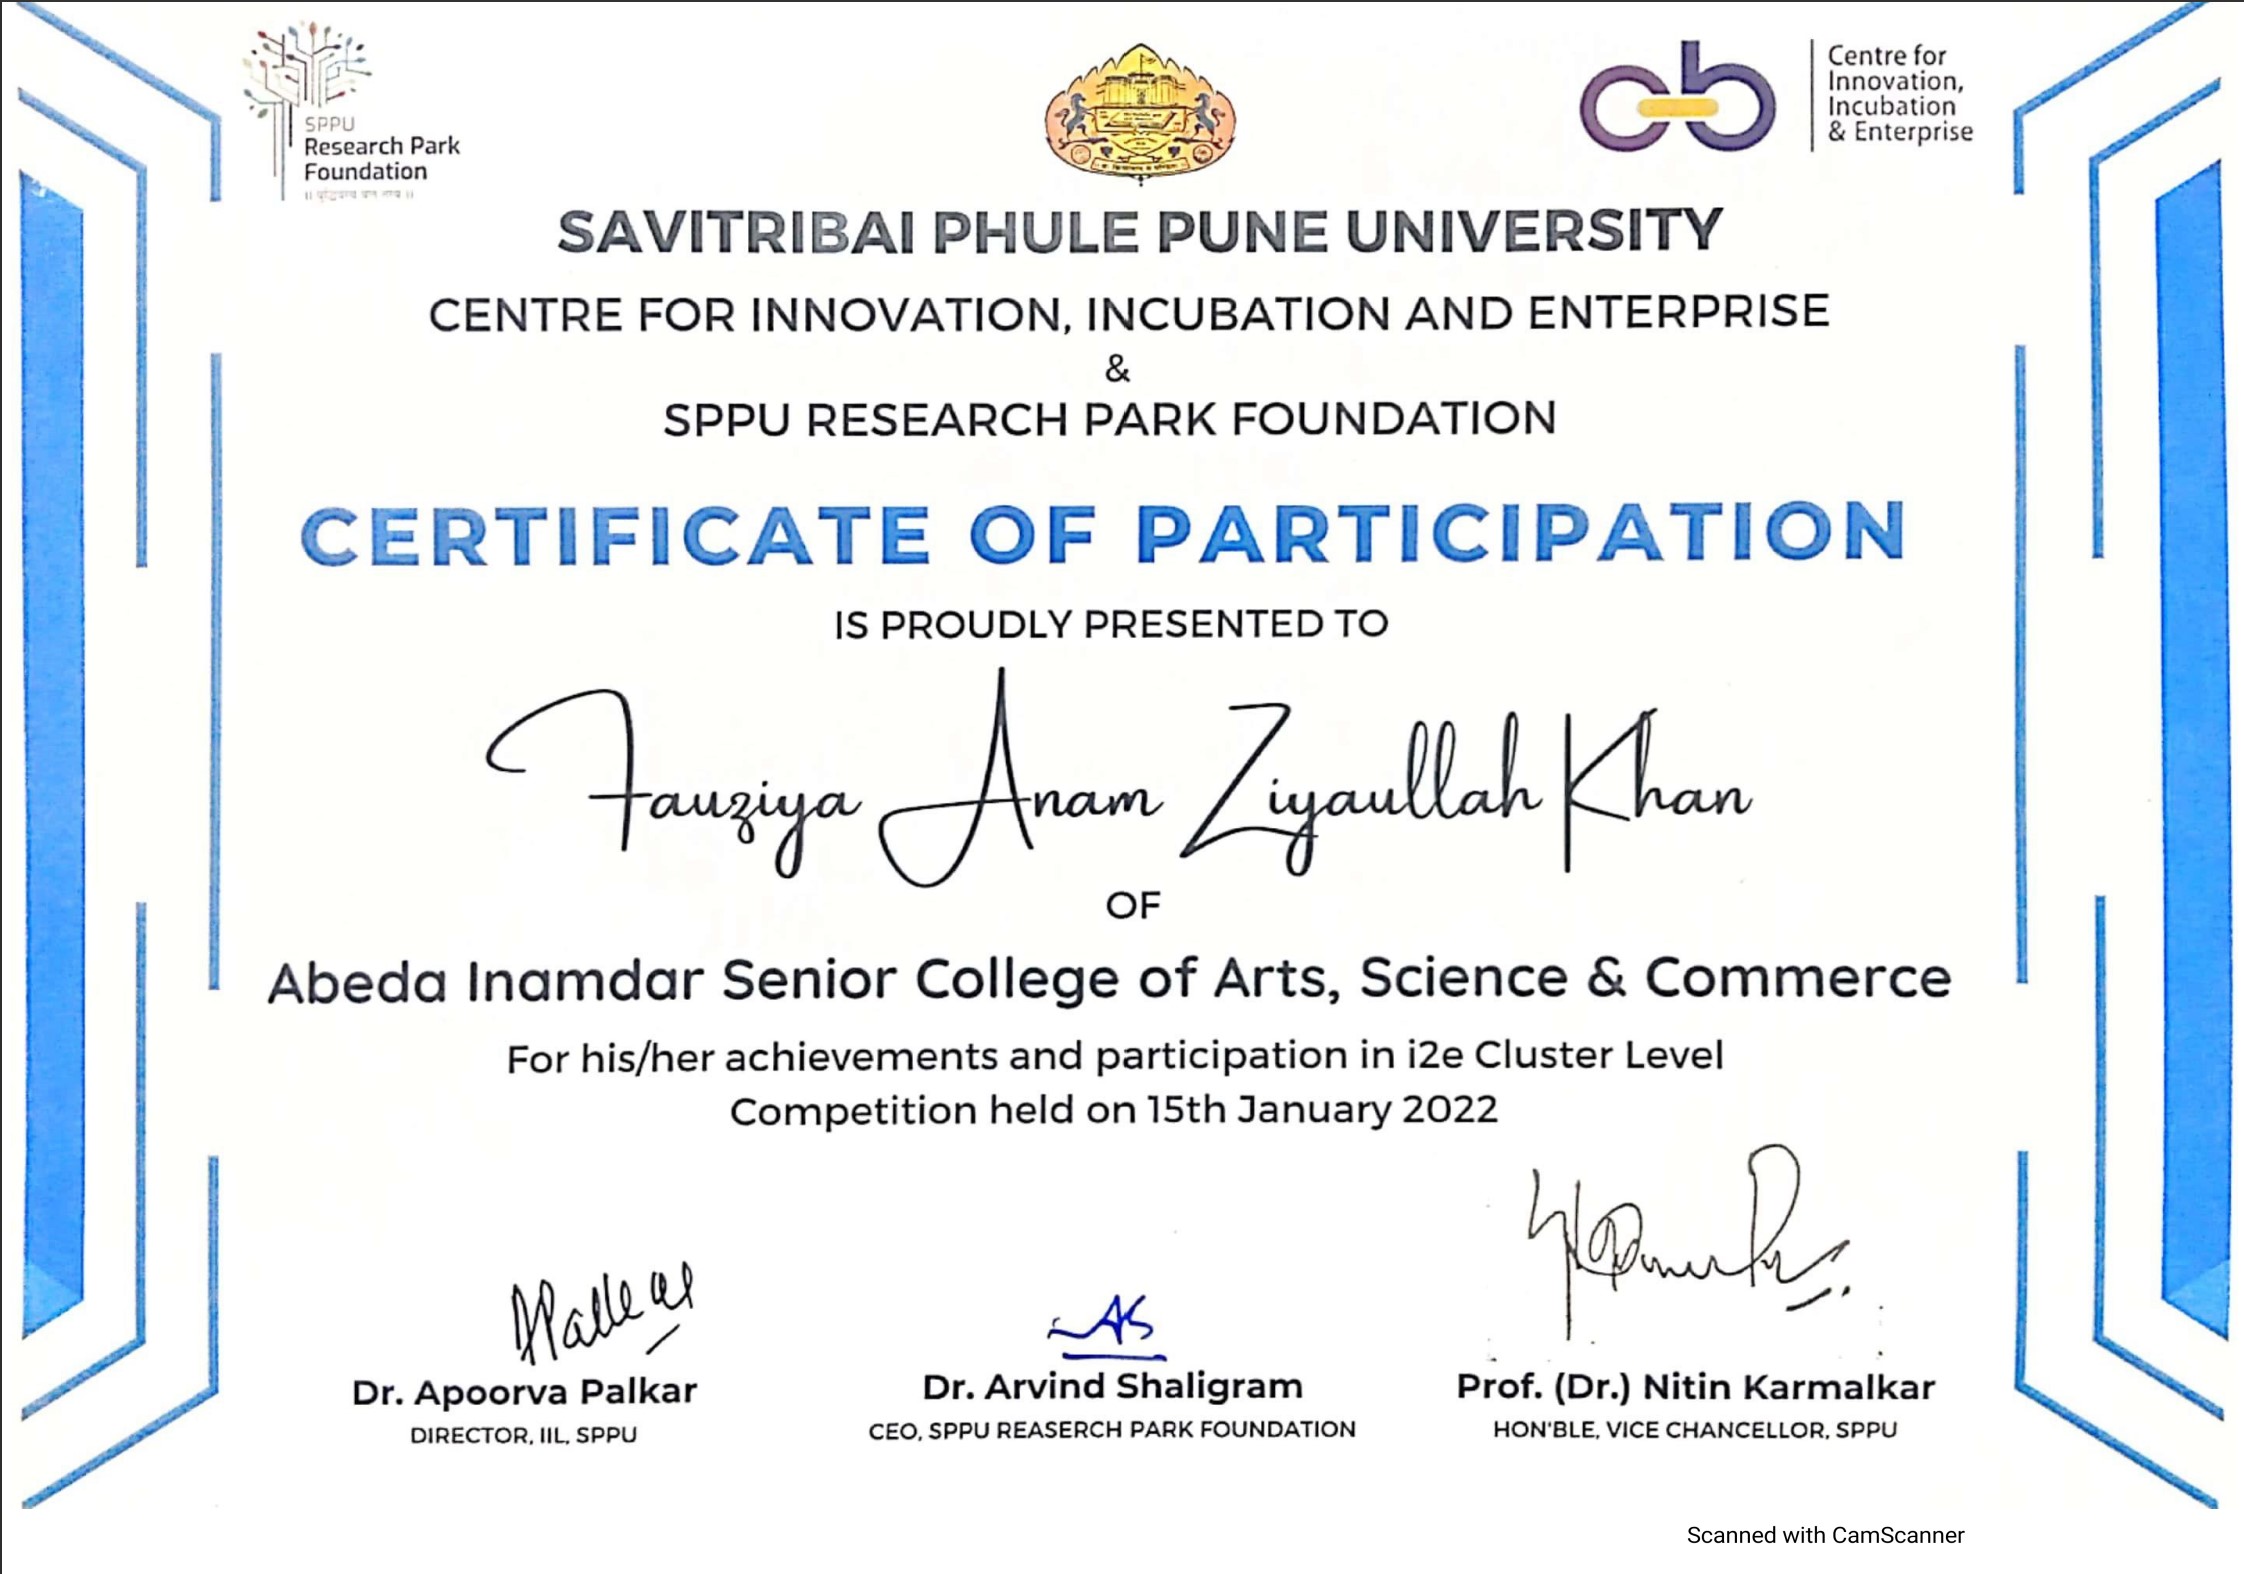 SPPU
Research Park
Foundation
Centre for
Innovation,
Incubation
& Enterprise
SAVITRIBAI PHULE PUNE UNIVERSITY
CENTRE FOR INNOVATION, INCUBATION AND ENTERPRISE
&
SPPU RESEARCH PARK FOUNDATION
CERTIFICATE OF PARTICIPATION
IS PROUDLY PRESENTED TO
Fauziya Anam Ziyaullah Khan
OF
Abeda Inamdar Senior College of Arts, Science & Commerce
For his/her achievements and participation in i2e Cluster Level
Competition held on 15th January 2022
Dr. Apoorva Palkar
DIRECTOR, IIL, SPPU
Dr. Arvind Shaligram
CEO, SPPU REASERCH PARK FOUNDATION
Prof. (Dr.) Nitin Karmalkar
HON'BLE, VICE CHANCELLOR, SPPU
Scanned with CamScanner